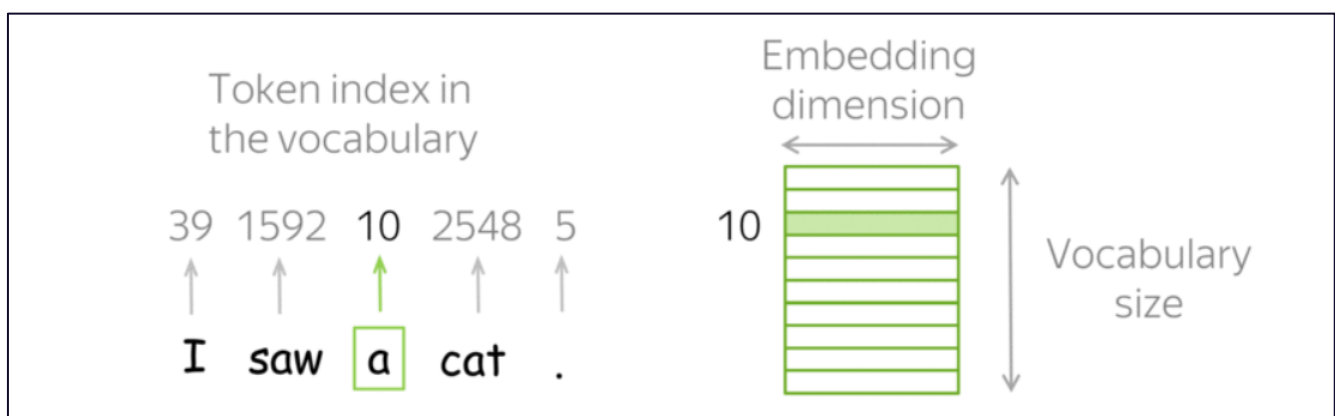 Token index in
the vocabulary
39 1592 10 2548 5
I saw a cat .
Embedding
dimension
10
Vocabulary
size